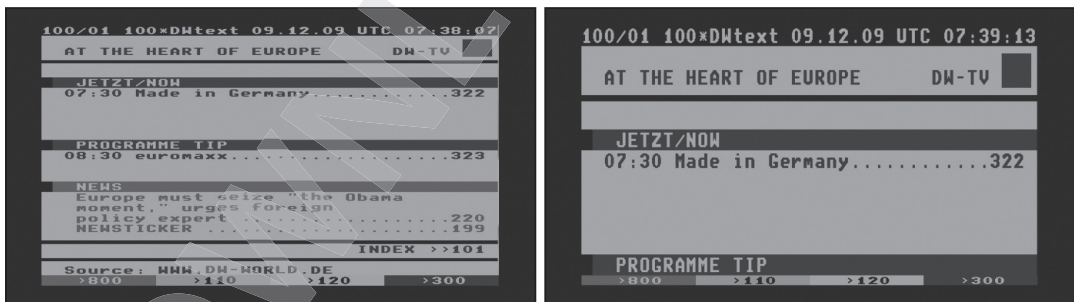 100/01 100*DWtext 09.12.09 UTC 07:38:07
AT THE HEART OF EUROPE DW-TV
JETZT/NOW
07:30 Made in Germany............322
PROGRAMME TIP
08:30 euromaxx...................323
NEWS
Europe must seize "the Obama
moment," urges foreign
policy expert ...................220
NEWSTICKER ......................199
INDEX >>101
Source: WWW.DW-WORLD.DE
>800 >110 >120 >300
100/01 100*DWtext 09.12.09 UTC 07:39:13
AT THE HEART OF EUROPE DW-TV
JETZT/NOW
07:30 Made in Germany............322
PROGRAMME TIP
>800 >110 >120 >300